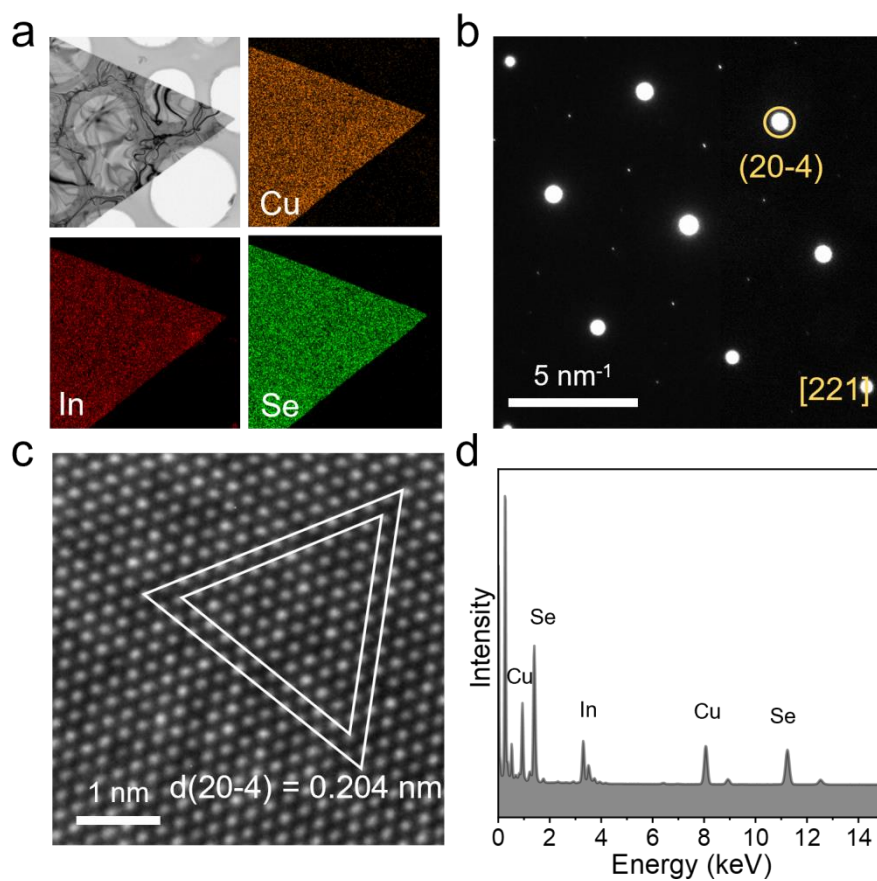 a
Cu
In
Se
b
(20-4)
5 nm⁻¹
[221]
c
1 nm
d(20-4) = 0.204 nm
d
Intensity
Cu
Se
In
Cu
Se
0 2 4 6 8 10 12 14
Energy (keV)